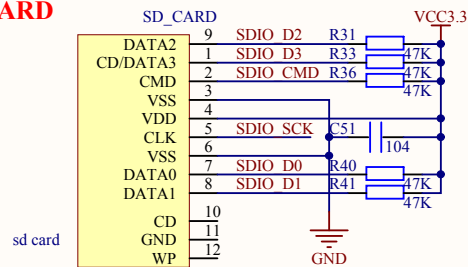 ARD
SD_CARD
VCC3.3
DATA2 9 SDIO_D2 R31
CD/DATA3 1 SDIO_D3 R33 47K
CMD 2 SDIO_CMD R36 47K
VSS 3 47K
VDD 4
CLK 5 SDIO_SCK C51
VSS 6 104
DATA0 7 SDIO_D0 R40
DATA1 8 SDIO_D1 R41 47K
47K
CD 10
sd card GND 11
WP 12 GND